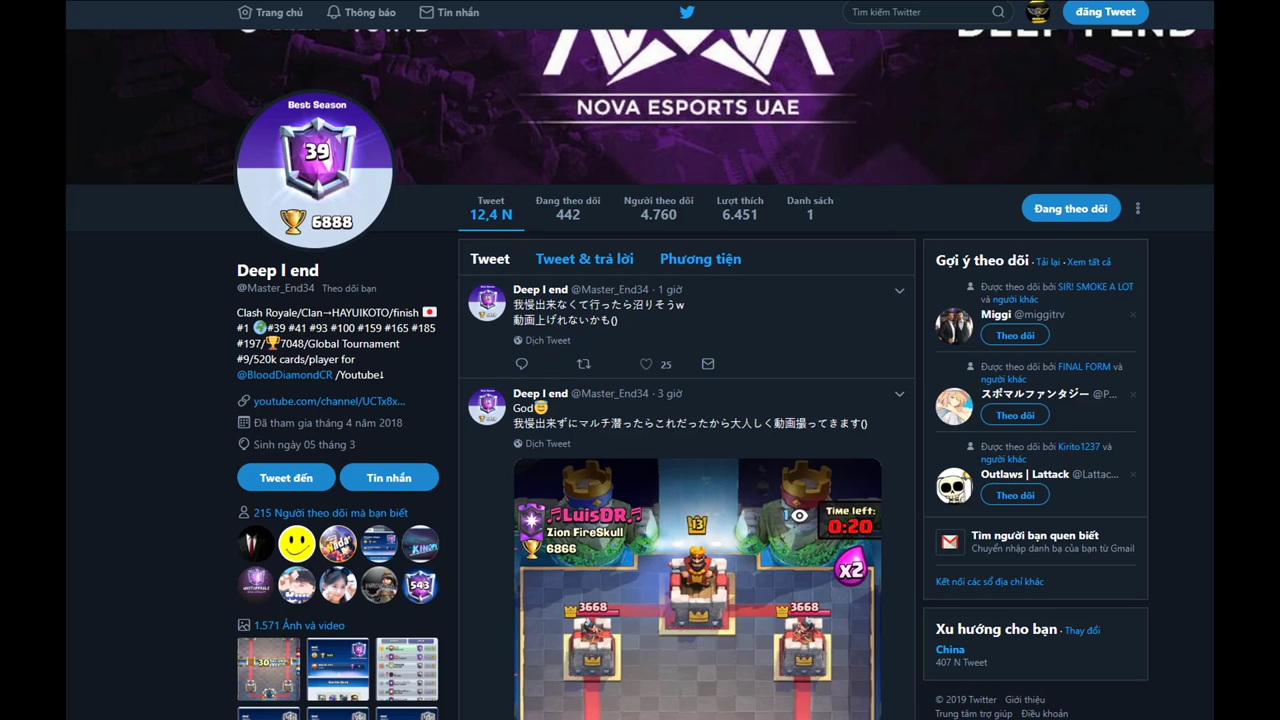 Trang chủ
Thông báo
Tin nhắn
Tìm kiếm Twitter
đăng Tweet
NOVA ESPORTS UAE
Best Season
39
6888
Tweet
12,4 N
Đang theo dõi
442
Người theo dõi
4.760
Lượt thích
6.451
Danh sách
1
Đang theo dõi
Deep I end
@Master_End34 Theo dõi bạn
Clash Royale/Clan→HAYUIKOTO/finish 🇯🇵
#1 🌍#39 #41 #93 #100 #159 #165 #185
#197/🏆7048/Global Tournament
#9/520k cards/player for
@BloodDiamondCR /Youtube↓
youtube.com/channel/UCTx8x...
Đã tham gia tháng 4 năm 2018
Sinh ngày 05 tháng 3
Tweet đến
Tin nhắn
215 Người theo dõi mà bạn biết
543
1.571 Ảnh và video
Tweet
Tweet & trả lời
Phương tiện
Deep I end @Master_End34 · 1 giờ
我慢出来なくて行ったら沼りそうw
動画上げれないかも()
Dịch Tweet
25
Deep I end @Master_End34 · 3 giờ
God😇
我慢出来ずにマルチ潜ったらこれだったから大人しく動画撮ってきます()
Dịch Tweet
♫LuisDR♫
Zion FireSkull
6866
13
1
Time left:
0:20
x2
3668
3668
Gợi ý theo dõi · Tải lại · Xem tất cả
Được theo dõi bởi SIR! SMOKE A LOT
và người khác
Miggi @miggitrv
Theo dõi
Được theo dõi bởi FINAL FORM và
người khác
スポマルファンタジー @P...
Theo dõi
Được theo dõi bởi Kirito1237 và
người khác
Outlaws | Lattack @Lattac...
Theo dõi
Tìm người bạn quen biết
Chuyển nhập danh bạ của bạn từ Gmail
Kết nối các sổ địa chỉ khác
Xu hướng cho bạn · Thay đổi
China
407 N Tweet
© 2019 Twitter Giới thiệu
Trung tâm trợ giúp Điều khoản